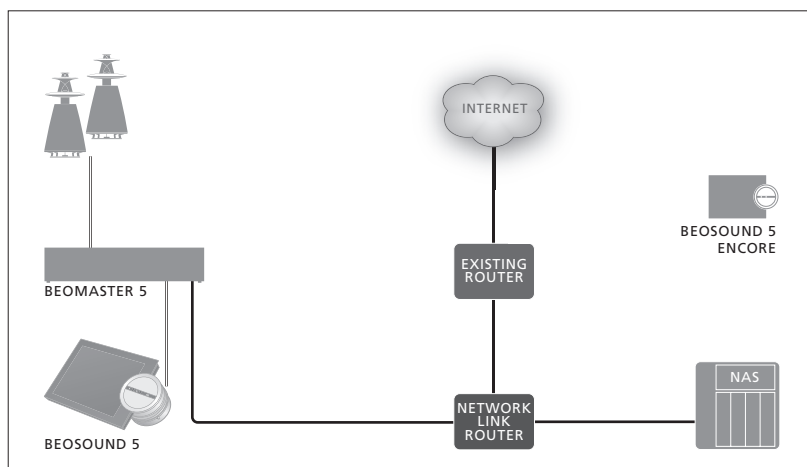 INTERNET
BEOSOUND 5
ENCORE
EXISTING
ROUTER
BEOMASTER 5
NAS
NETWORK
LINK
ROUTER
BEOSOUND 5